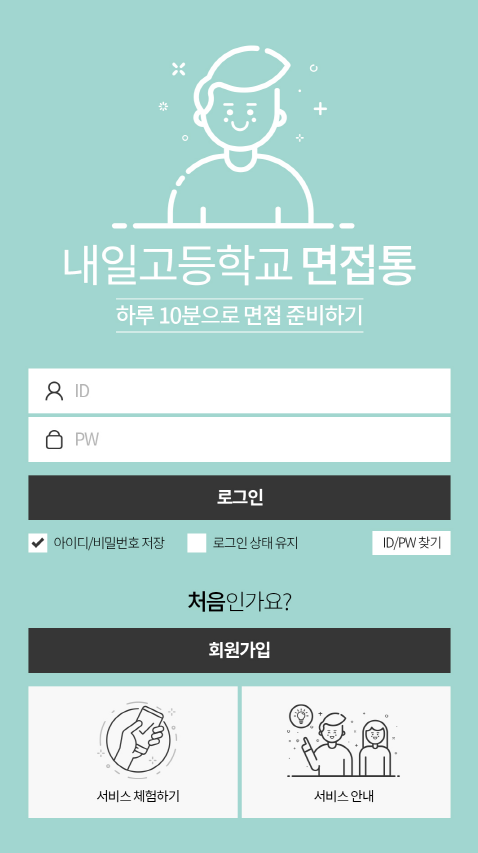 내일고등학교 면접통
하루 10분으로 면접 준비하기
ID
PW
로그인
아이디/비밀번호 저장 로그인 상태 유지 ID/PW 찾기
처음인가요?
회원가입
서비스 체험하기 서비스 안내